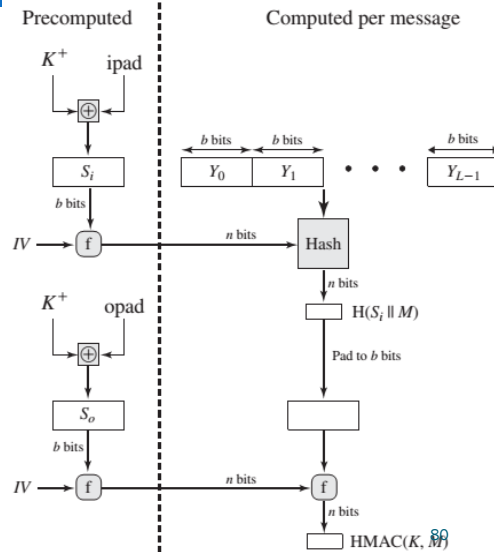 Precomputed
Computed per message
K⁺
ipad
⊕
b bits
b bits
b bits
Sᵢ
Y₀
Y₁
• • •
Y_{L−1}
b bits
IV
f
n bits
Hash
n bits
K⁺
opad
H(Sᵢ || M)
⊕
Pad to b bits
Sₒ
b bits
IV
f
n bits
f
n bits
80
HMAC(K, M)